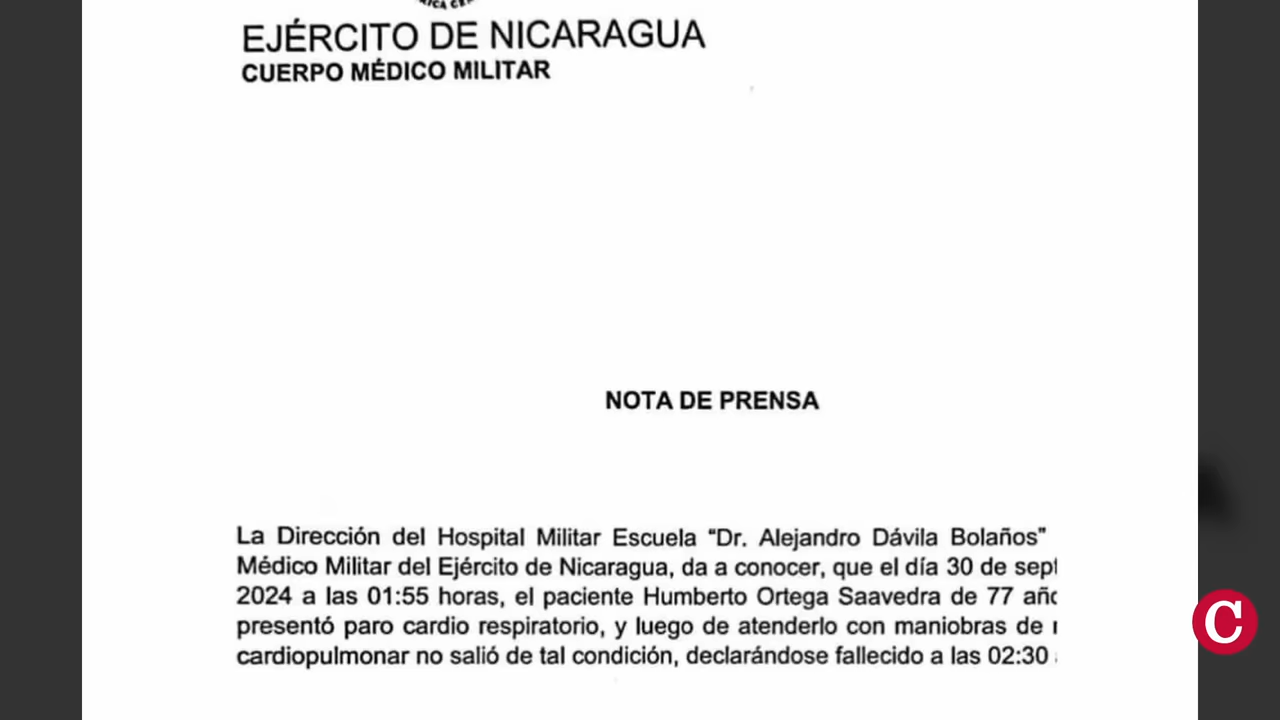 EJÉRCITO DE NICARAGUA
CUERPO MÉDICO MILITAR
NOTA DE PRENSA
La Dirección del Hospital Militar Escuela “Dr. Alejandro Dávila Bolaños”
Médico Militar del Ejército de Nicaragua, da a conocer, que el día 30 de
2024 a las 01:55 horas, el paciente Humberto Ortega Saavedra de 77
presentó paro cardio respiratorio, y luego de atenderlo con maniobras de
cardiopulmonar no salió de tal condición, declarándose fallecido a las 02:30
C